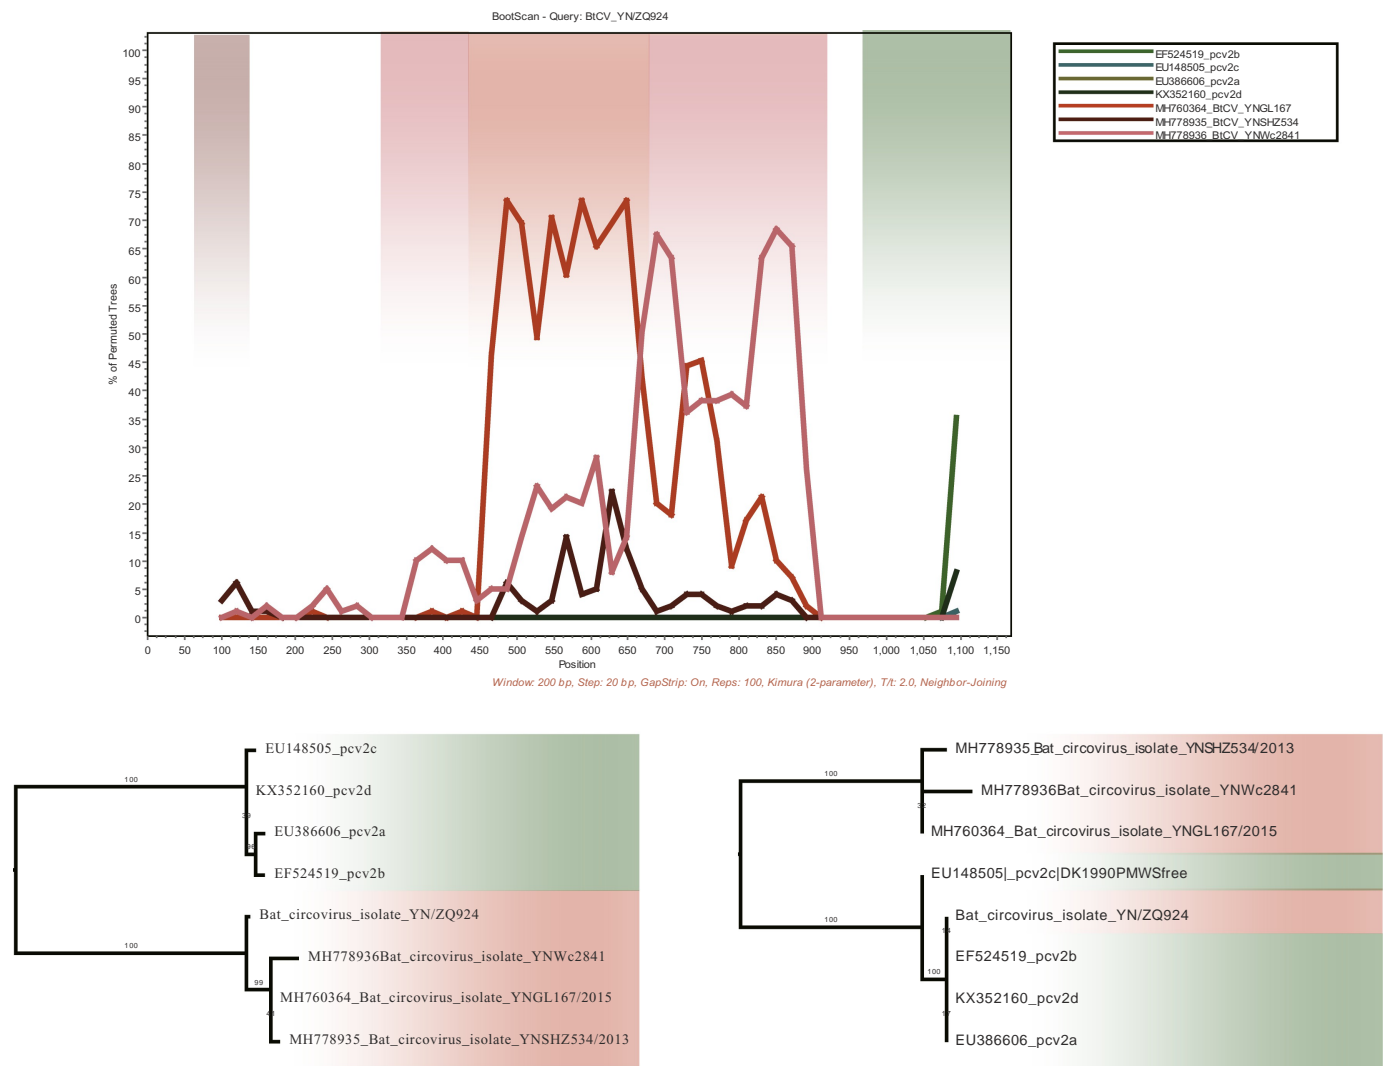 BootScan - Query: BtCV_YN/ZQ924
EF524519_pcv2b
EU148505_pcv2c
EU386606_pcv2a
KX352160_pcv2d
MH760364_BtCV_YNGL167
MH778935_BtCV_YNSHZ534
MH778936_BtCV_YNWc2841
% of Permuted Trees
100
95
90
85
80
75
70
65
60
55
50
45
40
35
30
25
20
15
10
5
0
0 50 100 150 200 250 300 350 400 450 500 550 600 650 700 750 800 850 900 950 1,000 1,050 1,100 1,150
Position
Window: 200 bp, Step: 20 bp, GapStrip: On, Reps: 100, Kimura (2-parameter), T/t: 2.0, Neighbor-Joining
EU148505_pcv2c
100
KX352160_pcv2d
EU386606_pcv2a
EF524519_pcv2b
Bat_circovirus_isolate_YN/ZQ924
100
MH778936Bat_circovirus_isolate_YNWc2841
99
MH760364_Bat_circovirus_isolate_YNGL167/2015
MH778935_Bat_circovirus_isolate_YNSHZ534/2013
MH778935_Bat_circovirus_isolate_YNSHZ534/2013
100
MH778936Bat_circovirus_isolate_YNWc2841
MH760364_Bat_circovirus_isolate_YNGL167/2015
EU148505|_pcv2c|DK1990PMWSfree
100
Bat_circovirus_isolate_YN/ZQ924
EF524519_pcv2b
100
KX352160_pcv2d
EU386606_pcv2a